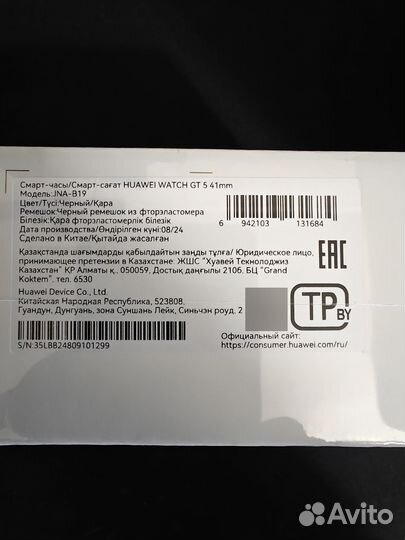 Смарт-часы/Смарт-сағат HUAWEI WATCH GT 5 41mm
Модель:JNA-B19
Цвет/Түсі:Черный/Қара
Ремешок:Черный ремешок из фторэластомера
Білезік:Қара фторэластомерлік білезік
Дата производства/Өндірілген күні:08/24
Сделано в Китае/Қытайда жасалған
6 942103 131684
Қазақстанда шағымдарды қабылдайтын заңды тұлға/ Юридическое лицо,
принимающее претензии в Казахстане: ЖШС "Хуавей Текнолоджиз
Казахстан" ҚР Алматы қ., 050059, Достық даңғылы 210б. БЦ "Grand
Koktem". тел. 6530
EAC
Huawei Device Co., Ltd.
Китайская Народная Республика, 523808,
Гуандун, Дунгуань, зона Суншань Лейк, Синьчэн роуд, 2
TP BY
Официальный сайт:
https://consumer.huawei.com/ru/
S/N:35LBB24809101299
Avito